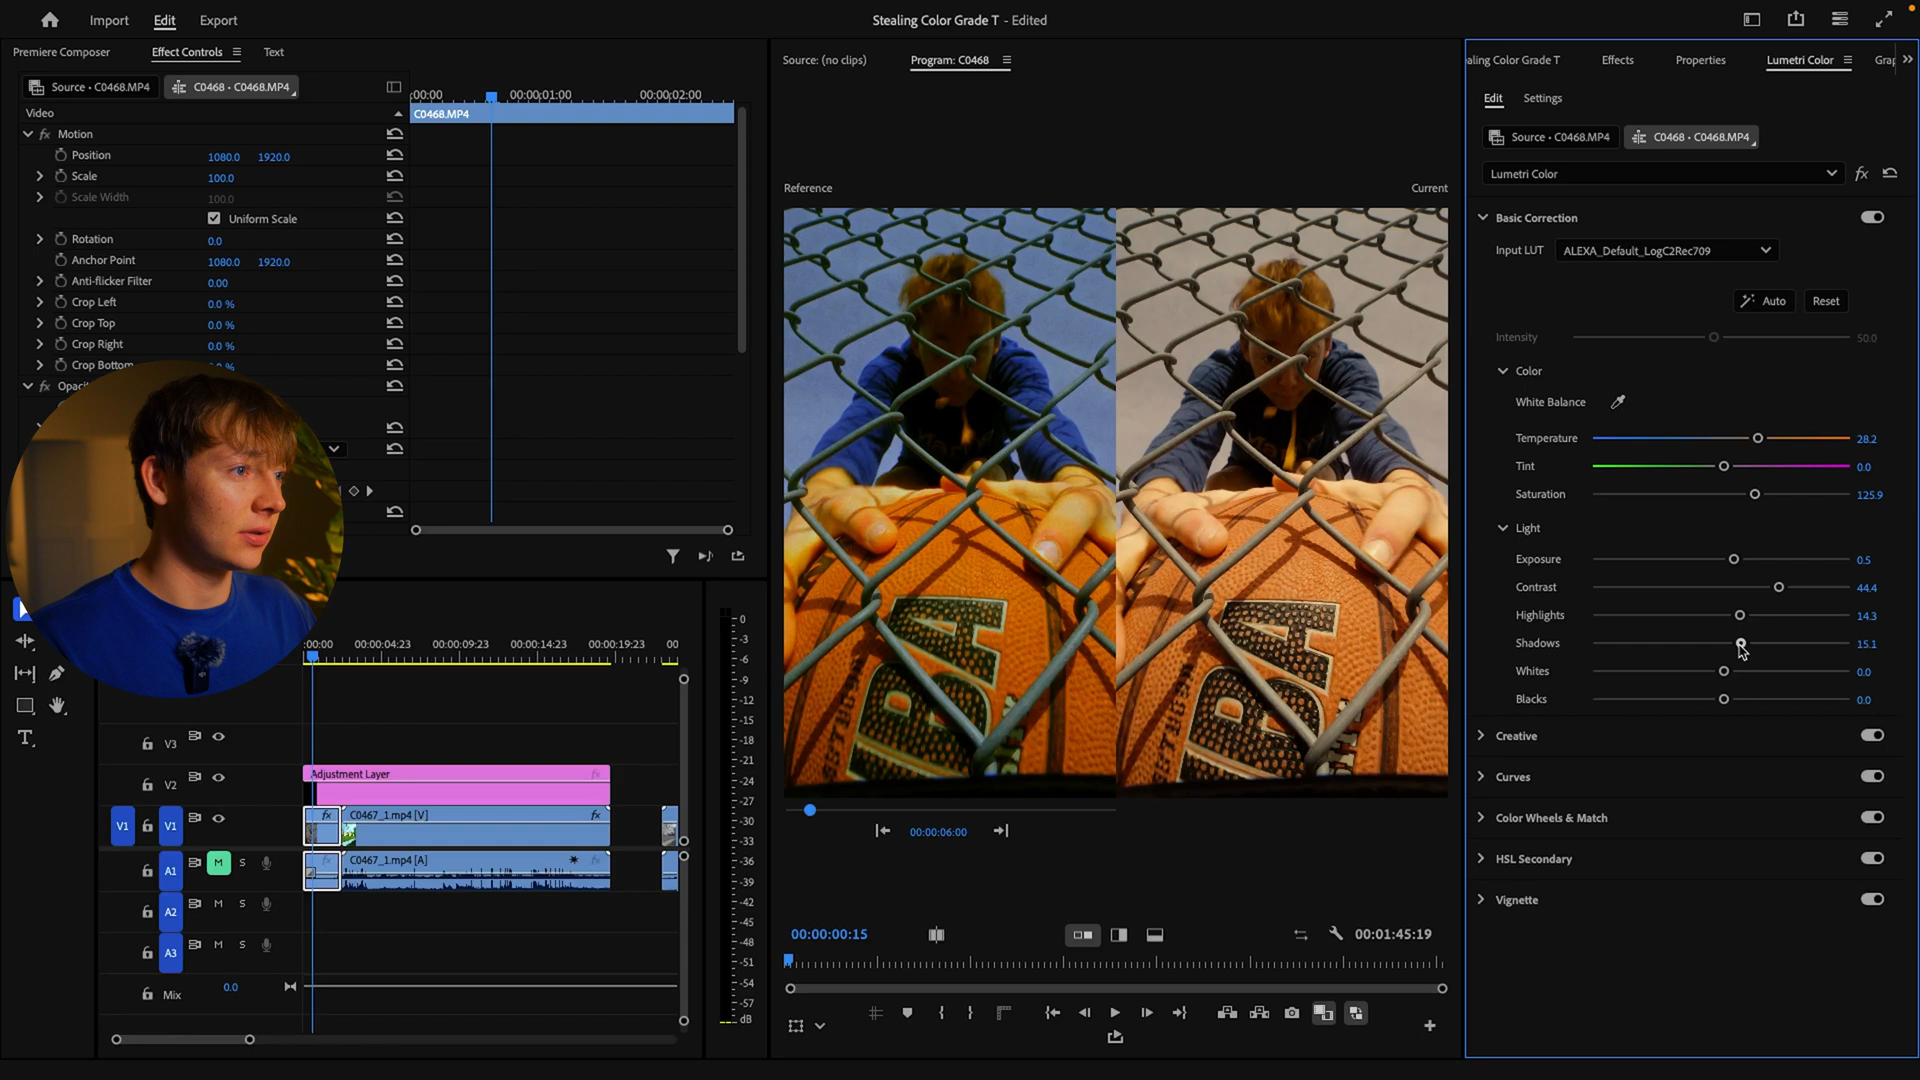 Import
Edit
Export
Stealing Color Grade T - Edited
Premiere Composer
Effect Controls
Text
Source • C0468.MP4
C0468 • C0468.MP4
:00:00
00:00:01:00
00:00:02:00
Video
C0468.MP4
fx Motion
Position 1080.0 1920.0
Scale 100.0
Scale Width 100.0
Uniform Scale
Rotation 0.0
Anchor Point 1080.0 1920.0
Anti-flicker Filter 0.00
Crop Left 0.0 %
Crop Top 0.0 %
Crop Right 0.0 %
Crop Bottom
fx
:00:00
00:00:04:23
00:00:09:23
00:00:14:23
00:00:19:23
00
V3
V2
Adjustment Layer fx
V1 V1
fx
C0467_1.mp4 [V] fx
A1 M S
fx
C0467_1.mp4 [A] fx
A2 M S
A3 M S
Mix 0.0
0
-3
-6
-9
-12
-15
-18
-21
-24
-27
-30
-33
-36
-39
-42
-45
-48
-51
-54
-57
dB
Source: (no clips)
Program: C0468
Reference
Current
00:00:06:00
00:00:00:15
00:01:45:19
aling Color Grade T
Effects
Properties
Lumetri Color
Edit
Settings
Source • C0468.MP4
C0468 • C0468.MP4
Lumetri Color
fx
Basic Correction
Input LUT ALEXA_Default_LogC2Rec709
Auto
Reset
Intensity 50.0
Color
White Balance
Temperature 28.2
Tint 0.0
Saturation 125.9
Light
Exposure 0.5
Contrast 44.4
Highlights 14.3
Shadows 15.1
Whites 0.0
Blacks 0.0
Creative
Curves
Color Wheels & Match
HSL Secondary
Vignette